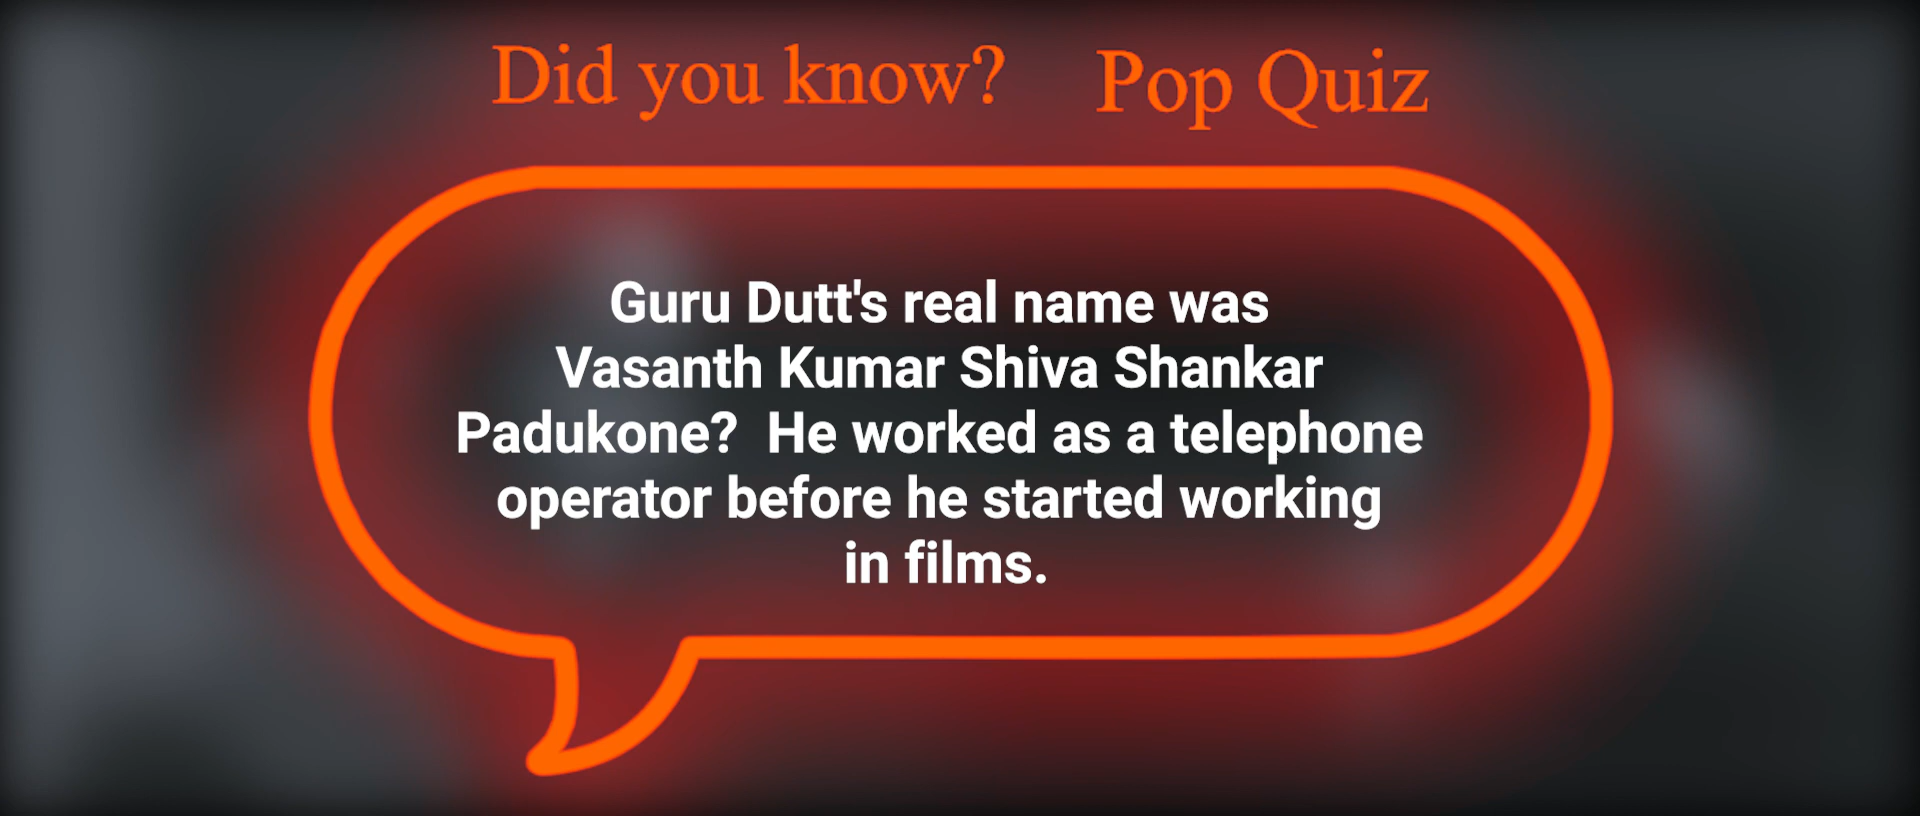 Did you know? Pop Quiz
Guru Dutt's real name was
Vasanth Kumar Shiva Shankar
Padukone? He worked as a telephone
operator before he started working
in films.